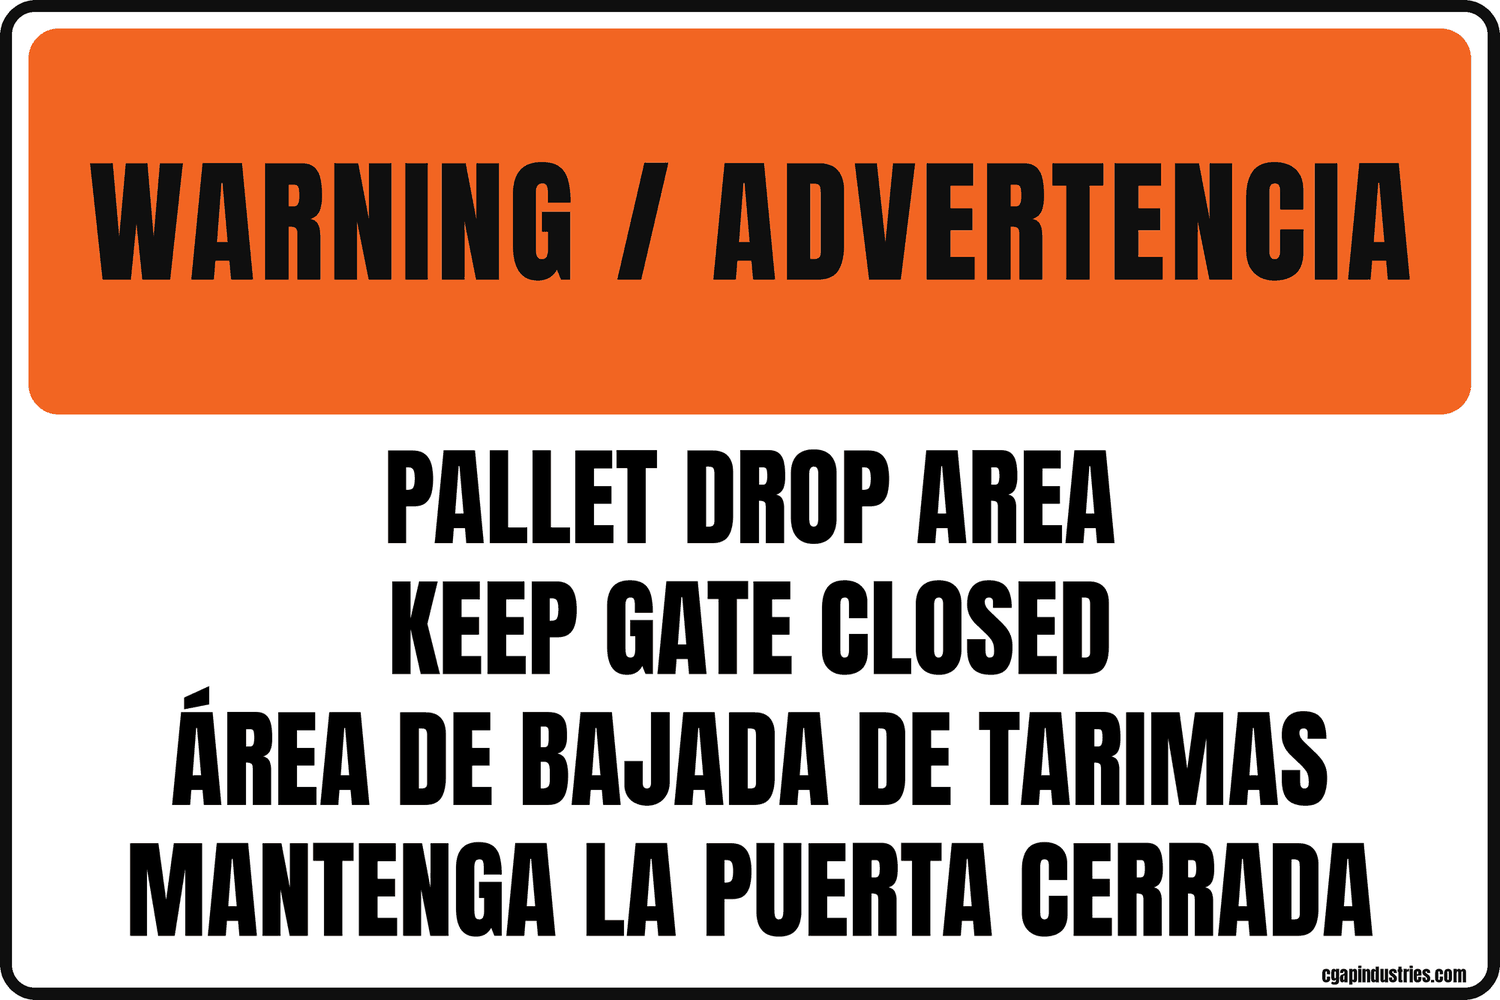 WARNING / ADVERTENCIA
PALLET DROP AREA
KEEP GATE CLOSED
ÁREA DE BAJADA DE TARIMAS
MANTENGA LA PUERTA CERRADA
cgapindustries.com